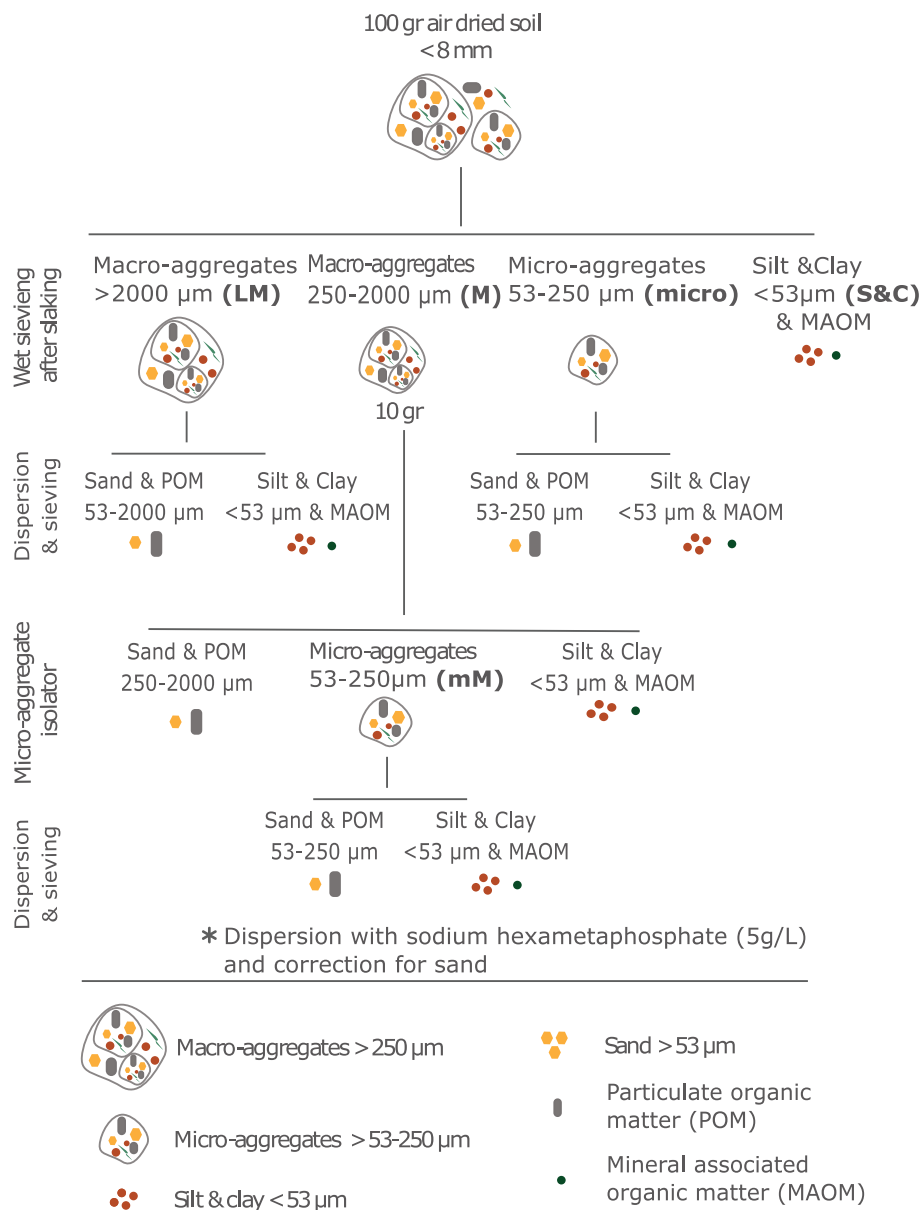 100 gr air dried soil
<8 mm
Wet sievieng
after slaking
Macro-aggregates
>2000 µm (LM)
Macro-aggregates
250-2000 µm (M)
Micro-aggregates
53-250 µm (micro)
Silt &Clay
<53µm (S&C)
& MAOM
10 gr
Dispersion
& sieving
Sand & POM
53-2000 µm
Silt & Clay
<53 µm & MAOM
Sand & POM
53-250 µm
Silt & Clay
<53 µm & MAOM
Micro-aggregate
isolator
Sand & POM
250-2000 µm
Micro-aggregates
53-250µm (mM)
Silt & Clay
<53 µm & MAOM
Dispersion
& sieving
Sand & POM
53-250 µm
Silt & Clay
<53 µm & MAOM
* Dispersion with sodium hexametaphosphate (5g/L)
and correction for sand
Macro-aggregates > 250 µm
Micro-aggregates > 53-250 µm
Silt & clay < 53 µm
Sand > 53 µm
Particulate organic
matter (POM)
Mineral associated
organic matter (MAOM)